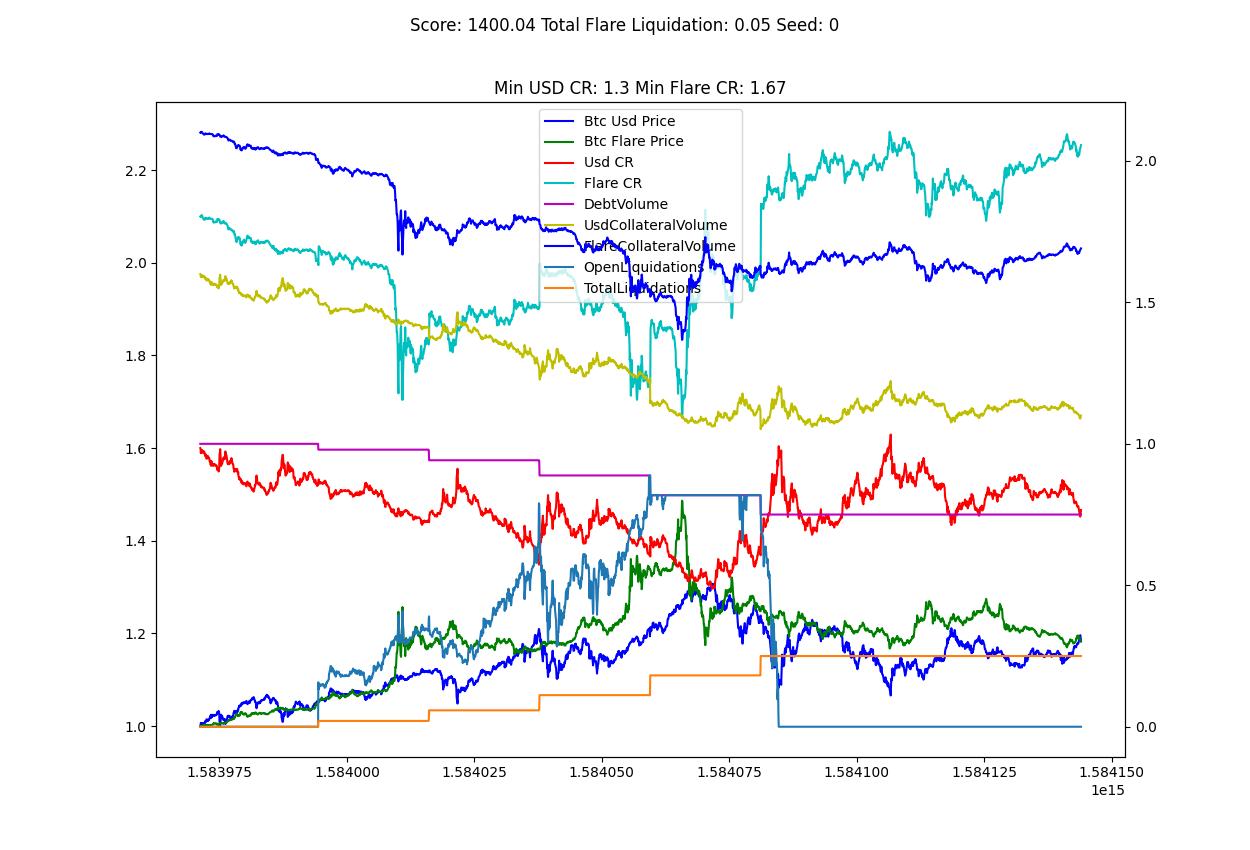 Score: 1400.04 Total Flare Liquidation: 0.05 Seed: 0
Min USD CR: 1.3 Min Flare CR: 1.67
Btc Usd Price
Btc Flare Price
Usd CR
Flare CR
DebtVolume
UsdCollateralVolume
FlareCollateralVolume
OpenLiquidations
TotalLiquidations
2.2
2.0
1.8
1.6
1.4
1.2
1.0
2.0
1.5
1.0
0.5
0.0
1.583975
1.584000
1.584025
1.584050
1.584075
1.584100
1.584125
1.584150
1e15